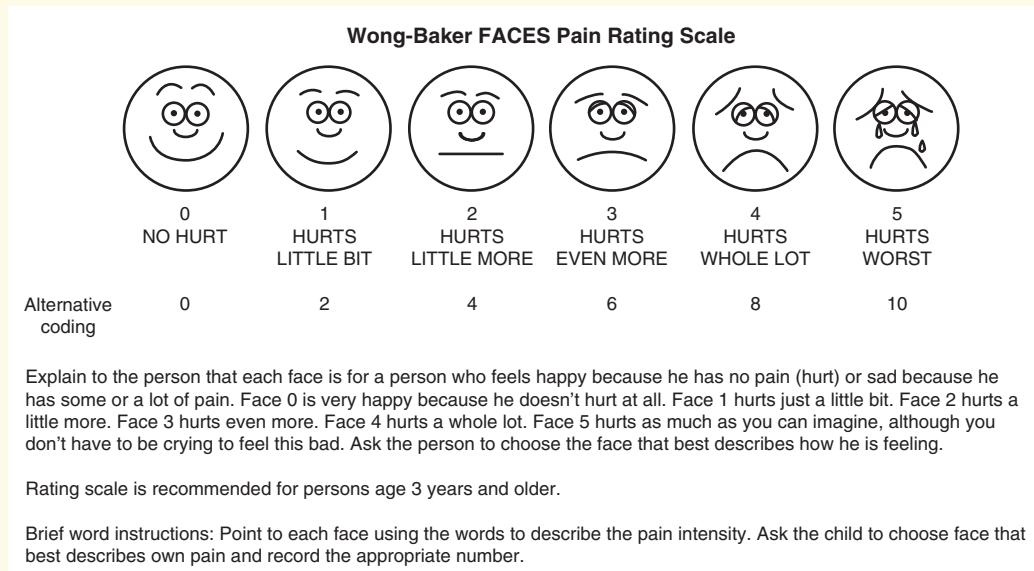 Wong-Baker FACES Pain Rating Scale
0 1 2 3 4 5
NO HURT HURTS HURTS HURTS HURTS HURTS
LITTLE BIT LITTLE MORE EVEN MORE WHOLE LOT WORST
Alternative 0 2 4 6 8 10
coding
Explain to the person that each face is for a person who feels happy because he has no pain (hurt) or sad because he
has some or a lot of pain. Face 0 is very happy because he doesn't hurt at all. Face 1 hurts just a little bit. Face 2 hurts a
little more. Face 3 hurts even more. Face 4 hurts a whole lot. Face 5 hurts as much as you can imagine, although you
don't have to be crying to feel this bad. Ask the person to choose the face that best describes how he is feeling.
Rating scale is recommended for persons age 3 years and older.
Brief word instructions: Point to each face using the words to describe the pain intensity. Ask the child to choose face that
best describes own pain and record the appropriate number.